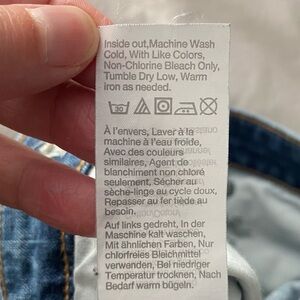 Inside out,Machine Wash
Cold, With Like Colors,
Non-Chlorine Bleach Only,
Tumble Dry Low, Warm
Iron as needed.
30
À l'envers, Laver à la
machine à l'eau froide,
Avec des couleurs
similaires, Agent de
blanchiment non chloré
seulement, Sécher au
sèche-linge au cycle doux,
Repasser au fer tiède au
besoin.
Auf links gedreht, In der
Maschine kalt waschen,
Mit ähnlichen Farben, Nur
chlorfreies Bleichmittel
verwenden, Bei niedriger
Temperatur trocknen, Nach
Bedarf warm bügeln.